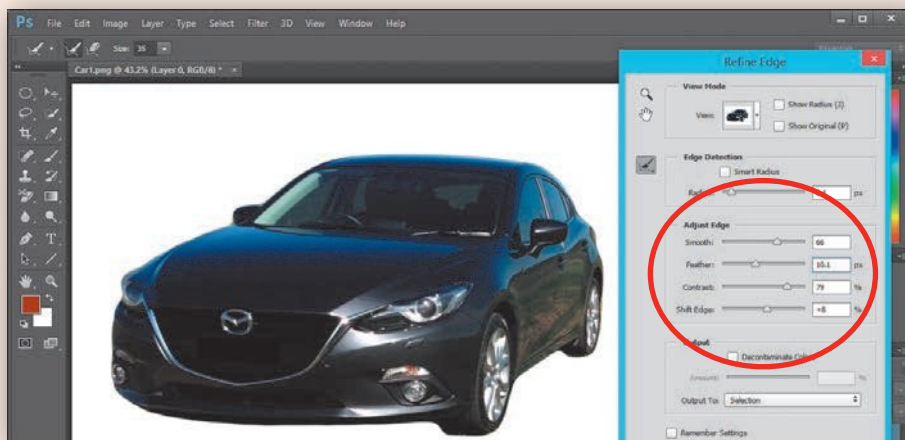 Ps File Edit Image Layer Type Select Filter 3D View Window Help
Size: 35
Car1.png @ 43.2% (Layer 0, RGB/8) * ×
Refine Edge
View Mode
View:
Show Radius (J)
Show Original (P)
Edge Detection
Smart Radius
px
Adjust Edge
Smooth: 66
Feather: 10.1 px
Contrast: 79 %
Shift Edge: +8 %
Output
Decontaminate
Amount: %
Output To: Selection
Remember Settings